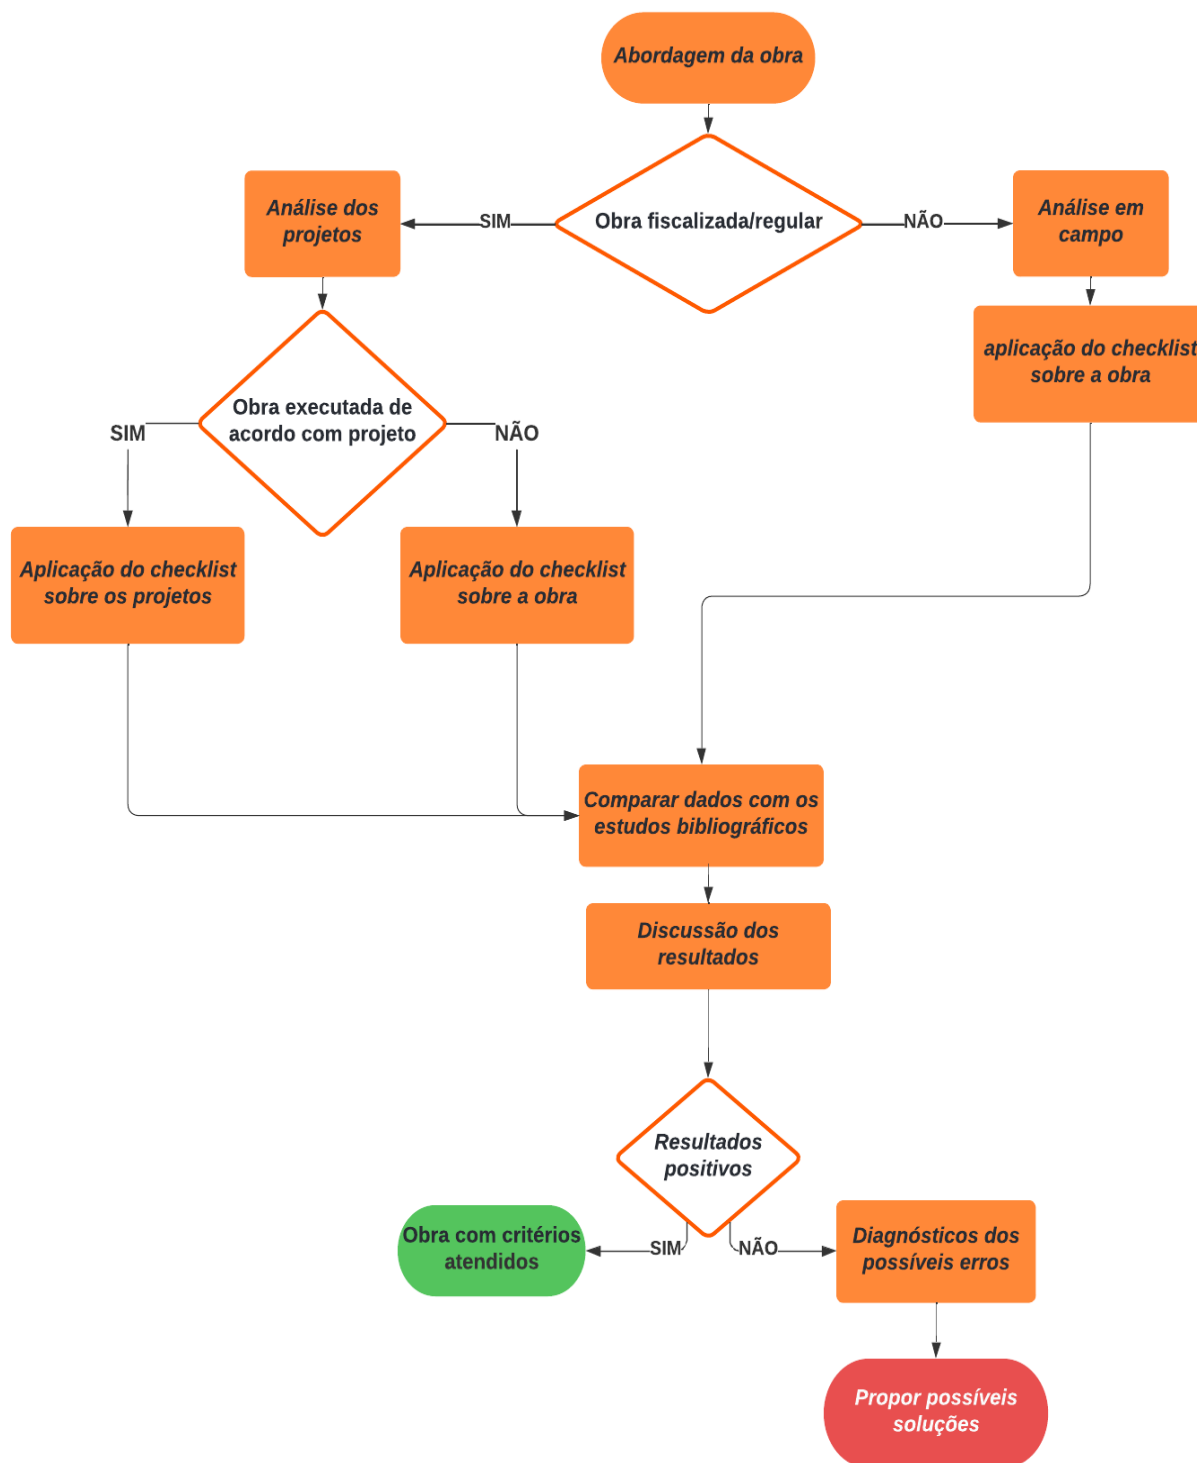 Abordagem da obra
Obra fiscalizada/regular
SIM
NÃO
Análise dos
projetos
Análise em
campo
aplicação do checklist
sobre a obra
Obra executada de
acordo com projeto
SIM
NÃO
Aplicação do checklist
sobre os projetos
Aplicação do checklist
sobre a obra
Comparar dados com os
estudos bibliográficos
Discussão dos
resultados
Resultados
positivos
SIM
NÃO
Obra com critérios
atendidos
Diagnósticos dos
possíveis erros
Propor possíveis
soluções